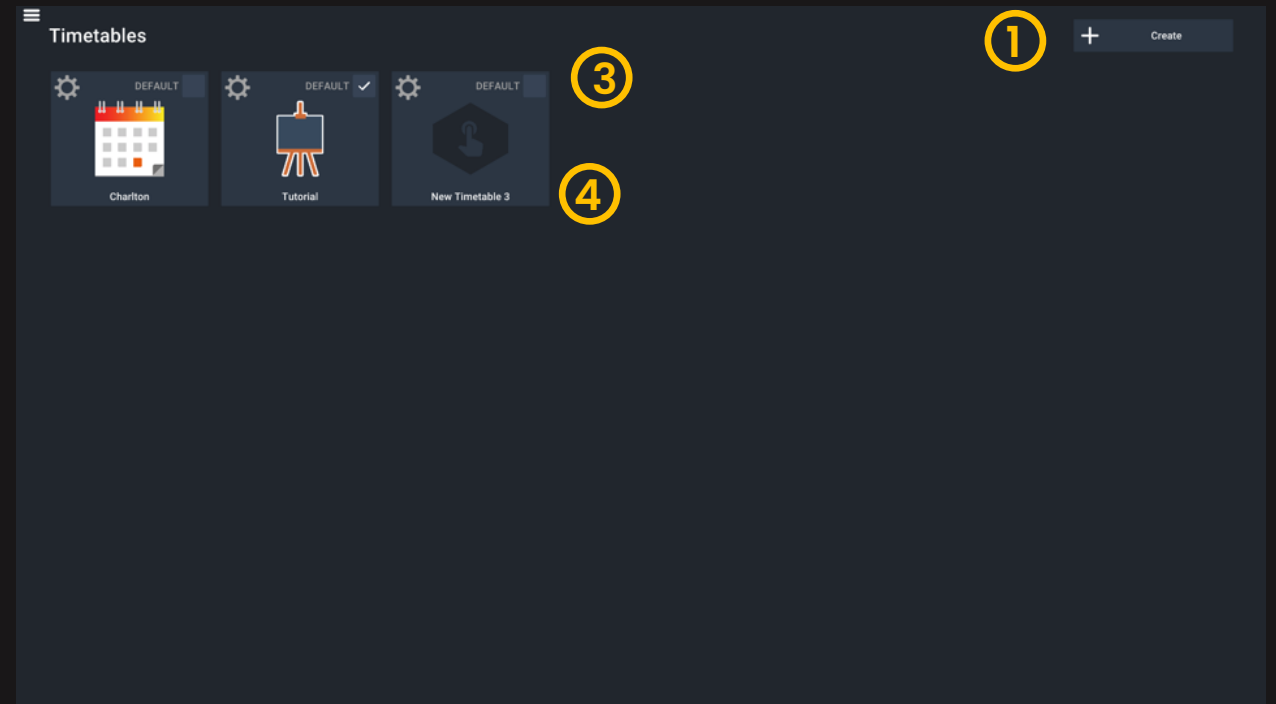 Timetables
1
Create
DEFAULT
DEFAULT
DEFAULT
3
Charlton
Tutorial
New Timetable 3
4